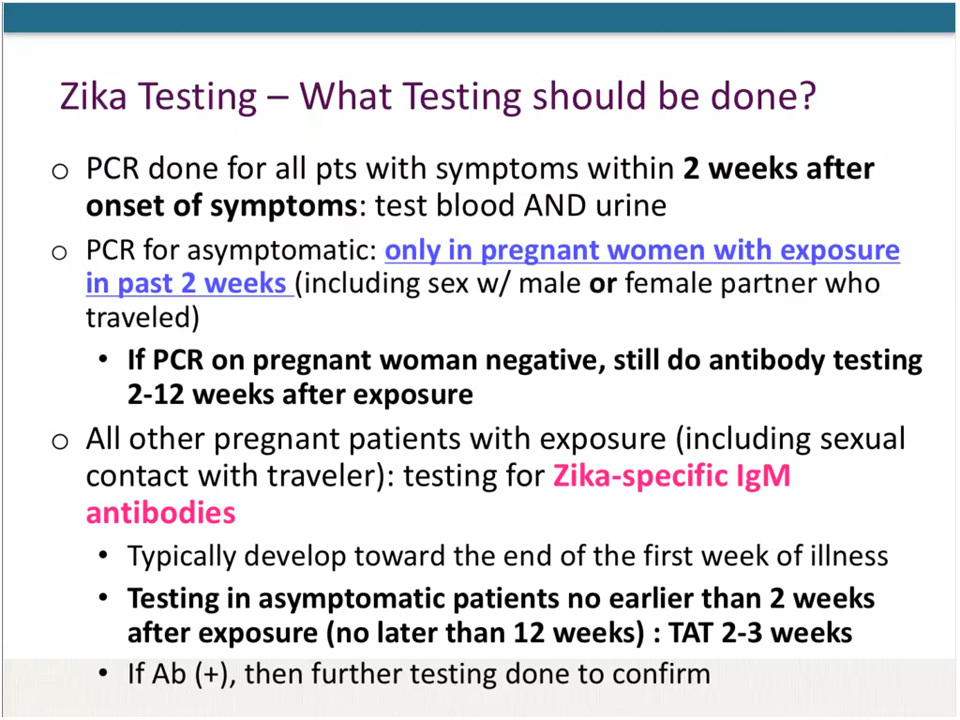 Zika Testing – What Testing should be done?
o PCR done for all pts with symptoms within 2 weeks after
onset of symptoms: test blood AND urine
o PCR for asymptomatic: only in pregnant women with exposure
in past 2 weeks (including sex w/ male or female partner who
traveled)
• If PCR on pregnant woman negative, still do antibody testing
2-12 weeks after exposure
o All other pregnant patients with exposure (including sexual
contact with traveler): testing for Zika-specific IgM
antibodies
• Typically develop toward the end of the first week of illness
• Testing in asymptomatic patients no earlier than 2 weeks
after exposure (no later than 12 weeks) : TAT 2-3 weeks
• If Ab (+), then further testing done to confirm